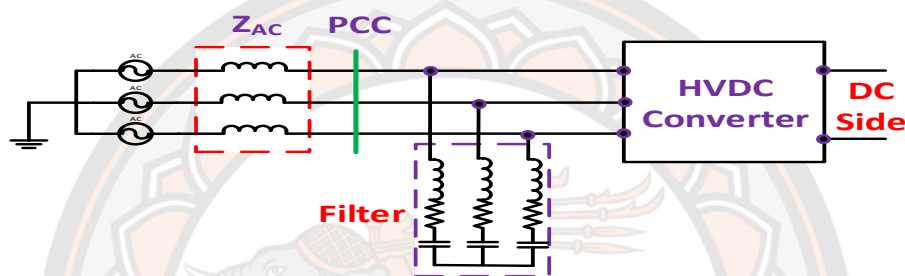 Z_AC PCC
AC
AC
AC
HVDC
Converter
DC
Side
Filter